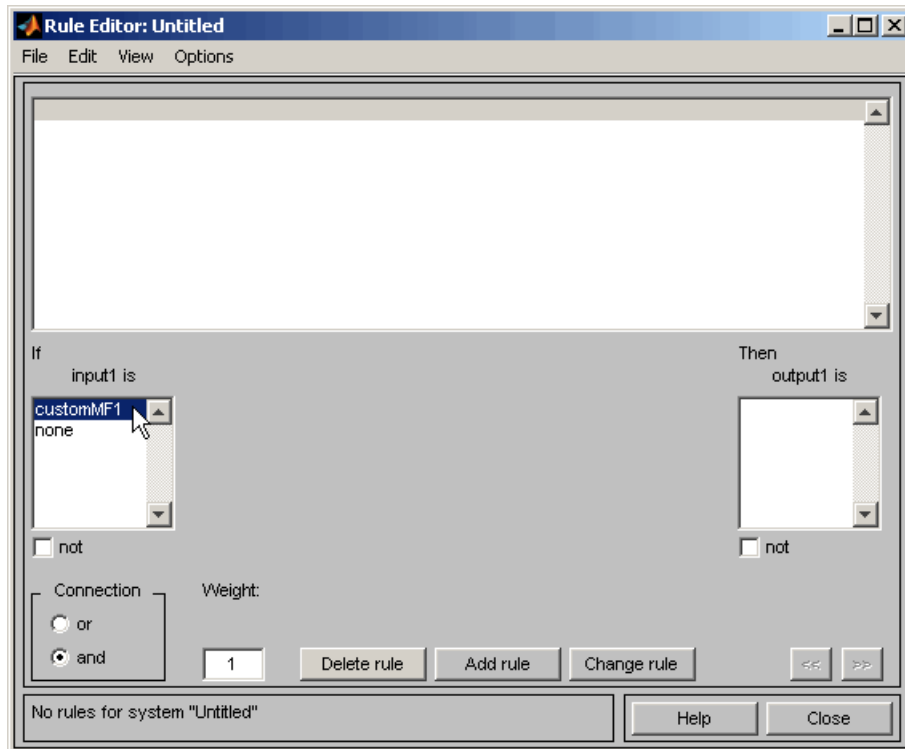 Rule Editor: Untitled
File Edit View Options
If
Then
input1 is
output1 is
customMF1
none
not
not
Connection
Weight:
or
and
1
Delete rule
Add rule
Change rule
<<
>>
No rules for system "Untitled"
Help
Close